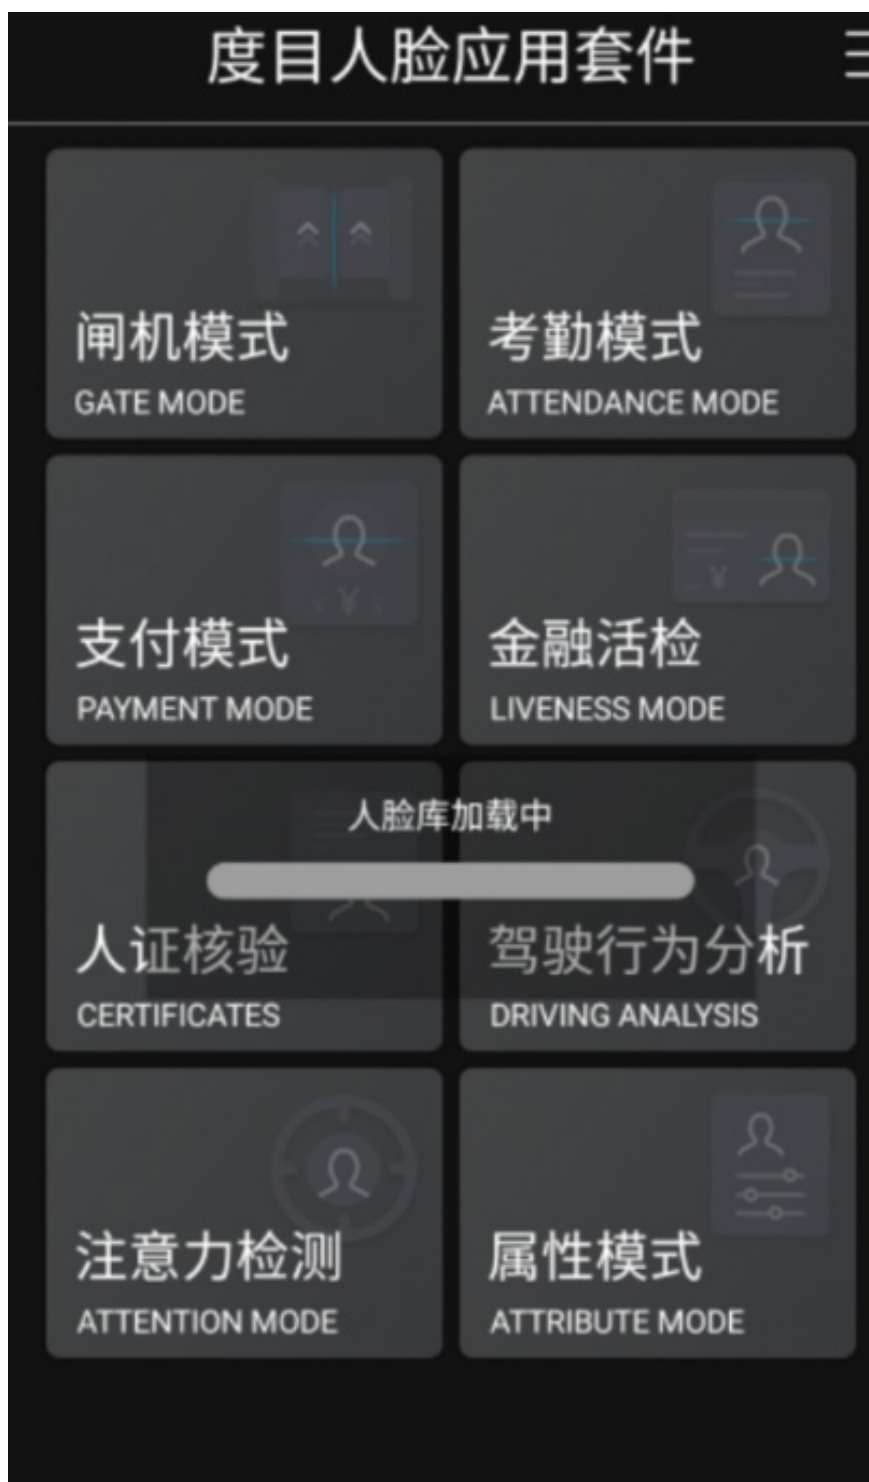 度目人脸应用套件
闸机模式
GATE MODE
考勤模式
ATTENDANCE MODE
支付模式
PAYMENT MODE
金融活检
LIVENESS MODE
人脸库加载中
人证核验
CERTIFICATES
驾驶行为分析
DRIVING ANALYSIS
注意力检测
ATTENTION MODE
属性模式
ATTRIBUTE MODE